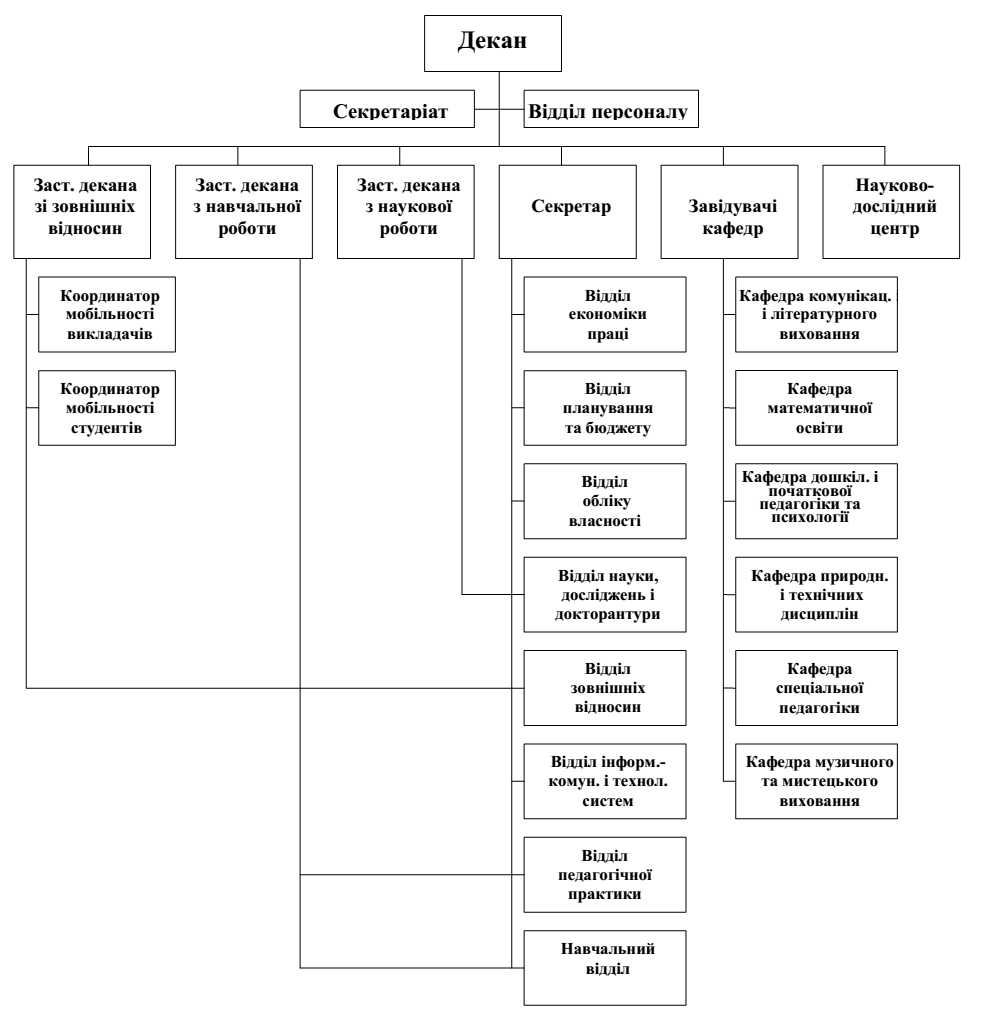 Декан
Секретаріат
Відділ персоналу
Заст. декана
зі зовнішніх
відносин
Заст. декана
з навчальної
роботи
Заст. декана
з наукової
роботи
Секретар
Завідувачі
кафедр
Науково-
дослідний
центр
Координатор
мобільності
викладачів
Координатор
мобільності
студентів
Відділ
економіки
праці
Відділ
планування
та бюджету
Відділ
обліку
власності
Відділ науки,
досліджень і
докторантури
Відділ
зовнішніх
відносин
Відділ інформ.-
комун. і технол.
систем
Відділ
педагогічної
практики
Навчальний
відділ
Кафедра комунікац. і
і літературного
виховання
Кафедра
математичної
освіти
Кафедра дошкіл. і
початкової
педагогіки та
психології
Кафедра природн.
і технічних
дисциплін
Кафедра
спеціальної
педагогіки
Кафедра музичного
та мистецького
виховання